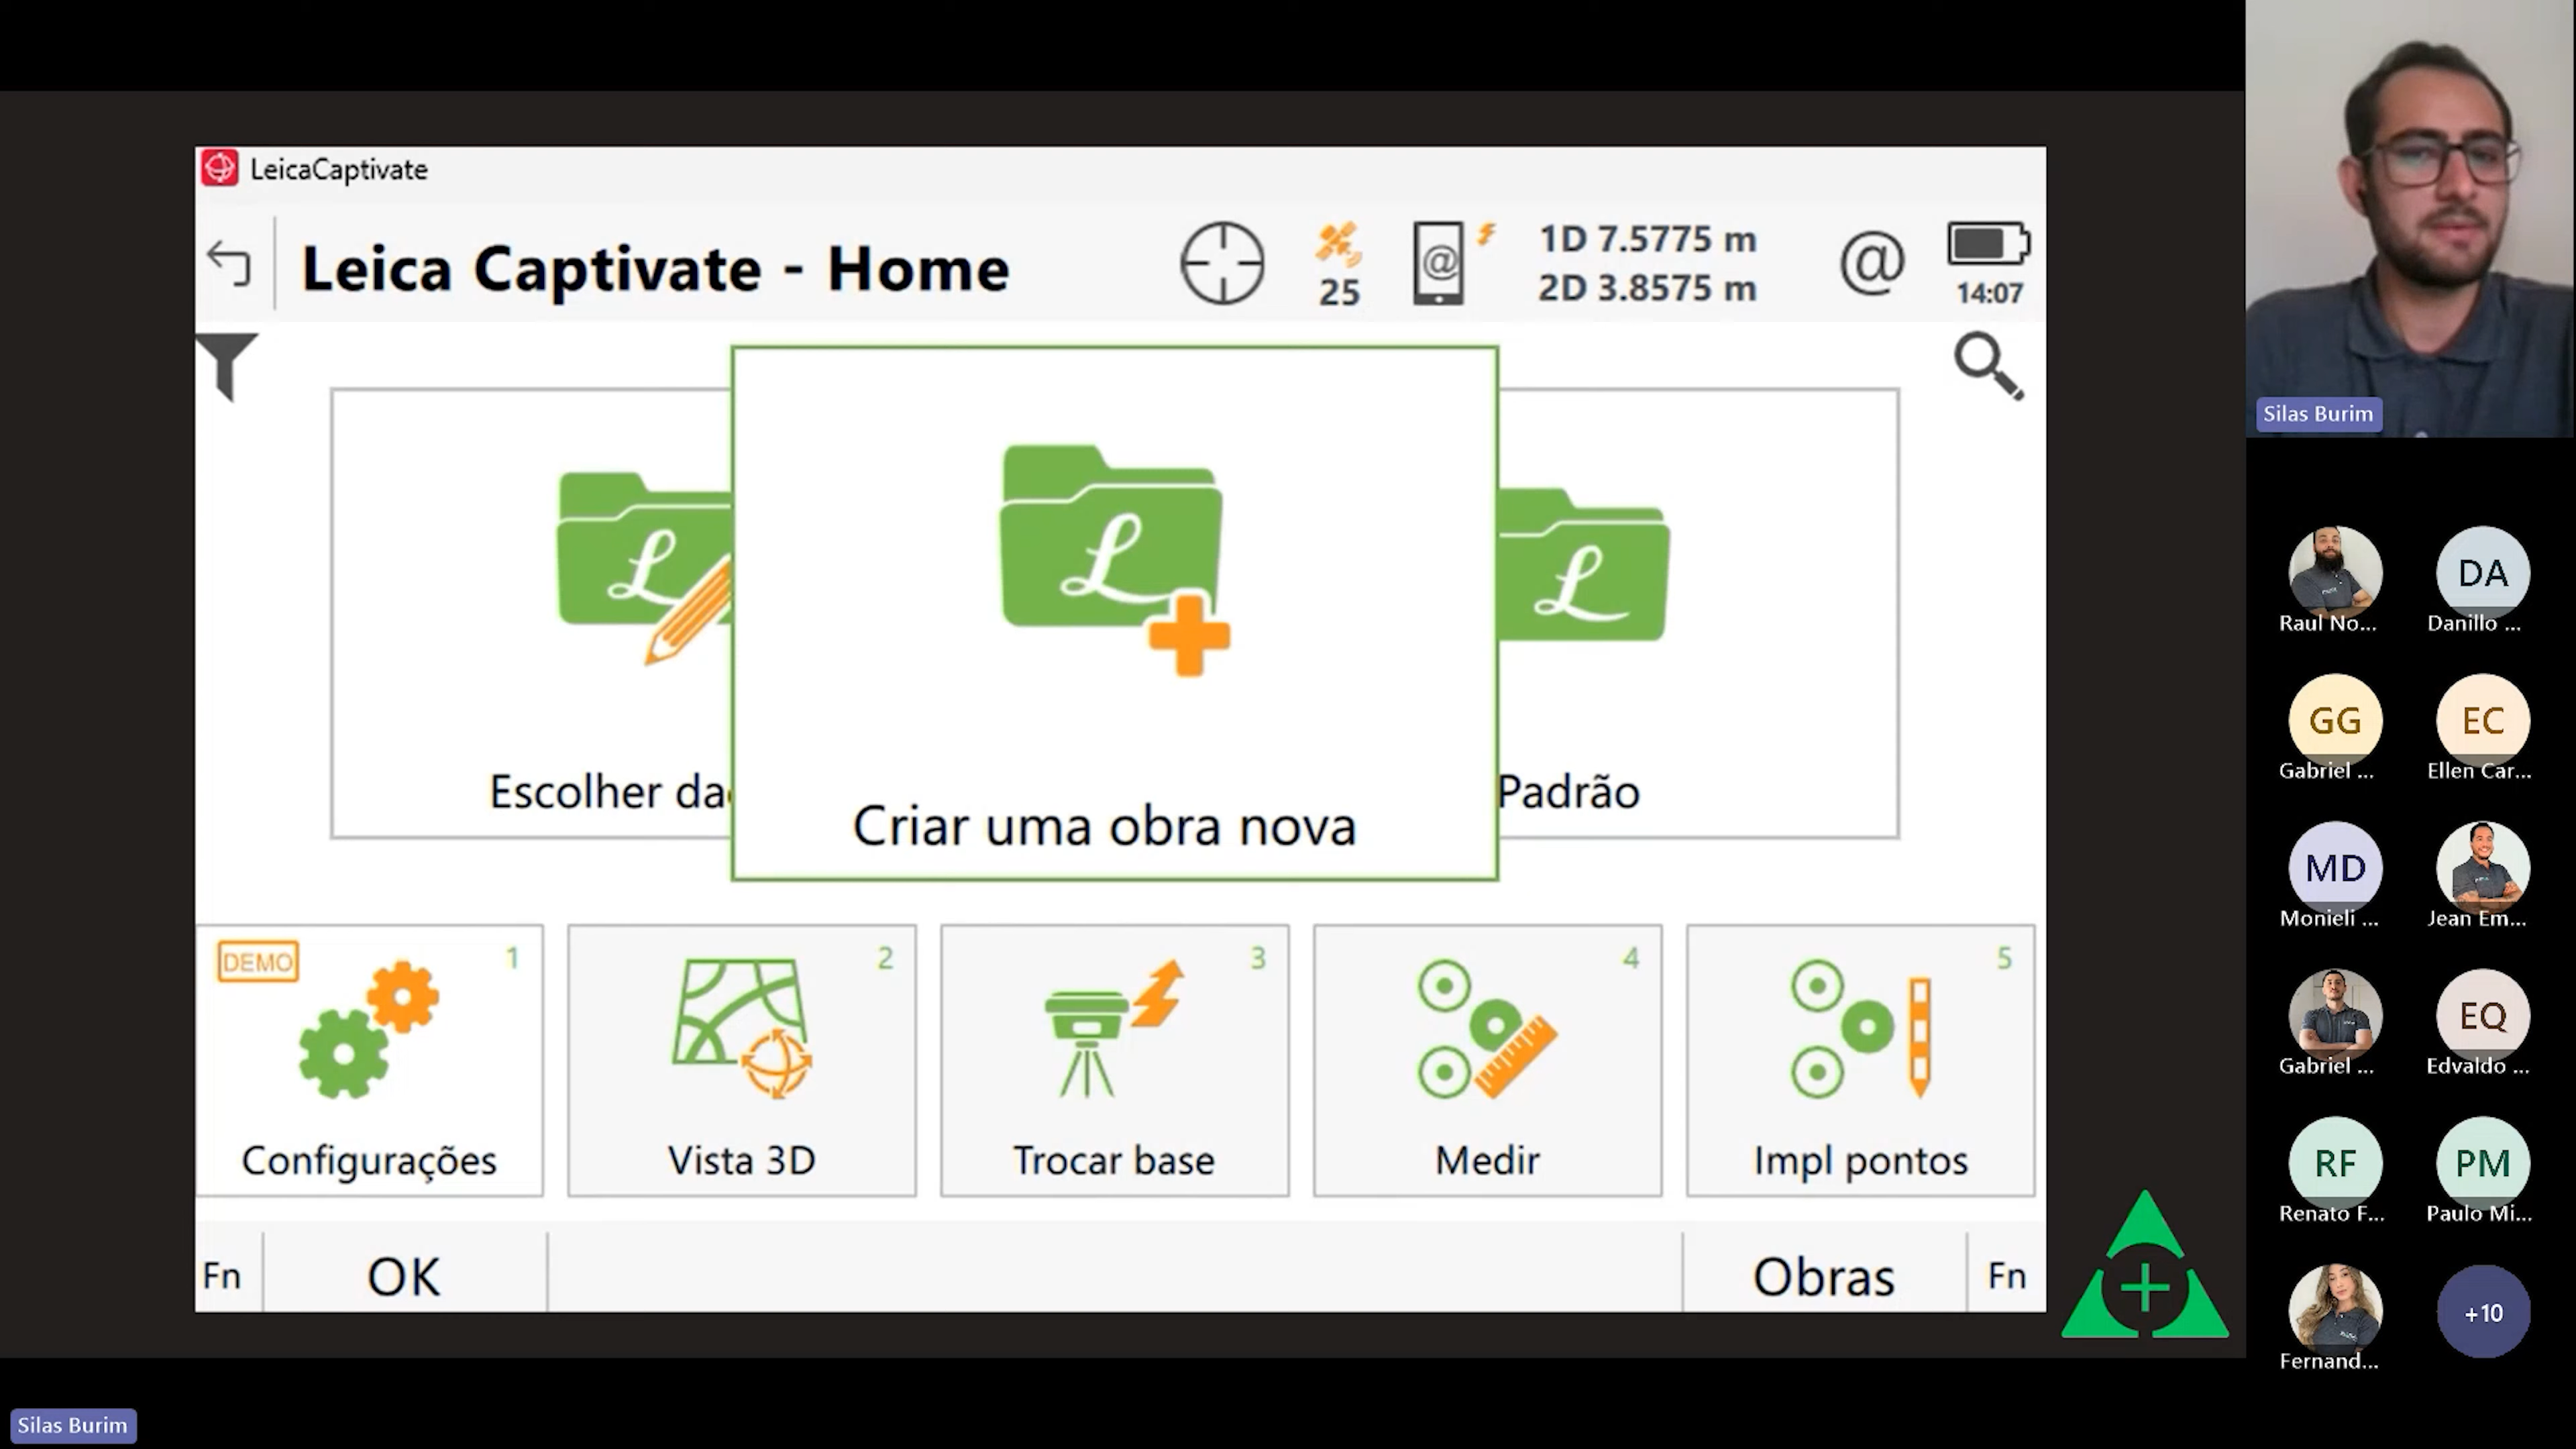 LeicaCaptivate
Leica Captivate - Home
25
@
1D 7.5775 m
2D 3.8575 m
@
14:07
Escolher da
Criar uma obra nova
Padrão
DEMO
1
Configurações
2
Vista 3D
3
Trocar base
4
Medir
5
Impl pontos
Fn
OK
Obras
Fn
Silas Burim
Raul No...
DA
Danillo ...
GG
Gabriel ...
EC
Ellen Car...
MD
Monieli ...
Jean Em...
Gabriel ...
EQ
Edvaldo ...
RF
Renato F...
PM
Paulo Mi...
Fernand...
+10
Silas Burim